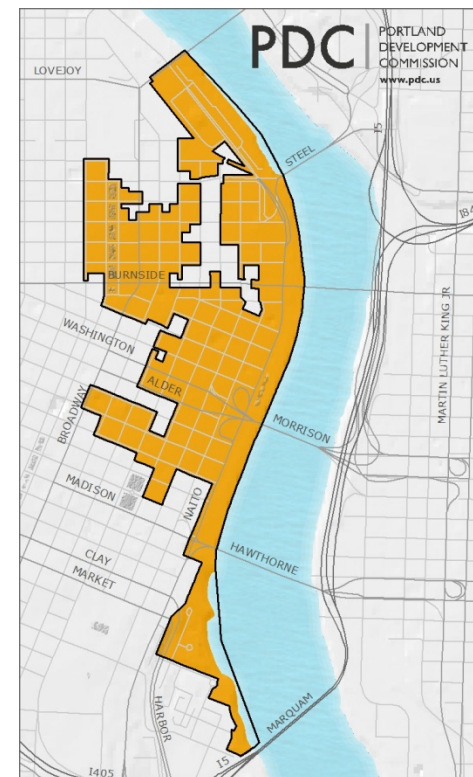 PDC
PORTLAND
DEVELOPMENT
COMMISSION
www.pdc.us
LOVEJOY
STEEL
I5
I84
BURNSIDE
MARTIN LUTHER KING JR
WASHINGTON
ALDER
BROADWAY
MORRISON
MADISON
NAITO
HAWTHORNE
CLAY
MARKET
HARBOR
MARQUAM
I5
I405